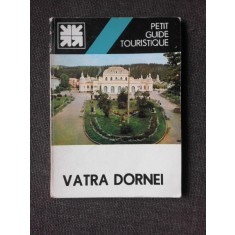 PETIT
GUIDE
TOURISTIQUE
VATRA DORNEI